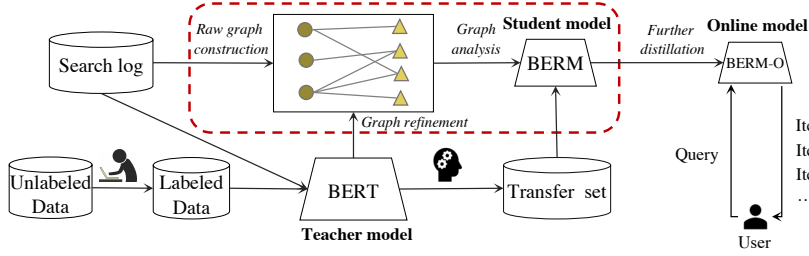 Raw graph
construction
Graph
analysis
Student model
Further
distillation
Online model
Search log
BERM
BERM-O
Graph refinement
Query
Unlabeled
Data
Labeled
Data
BERT
Transfer set
Teacher model
User